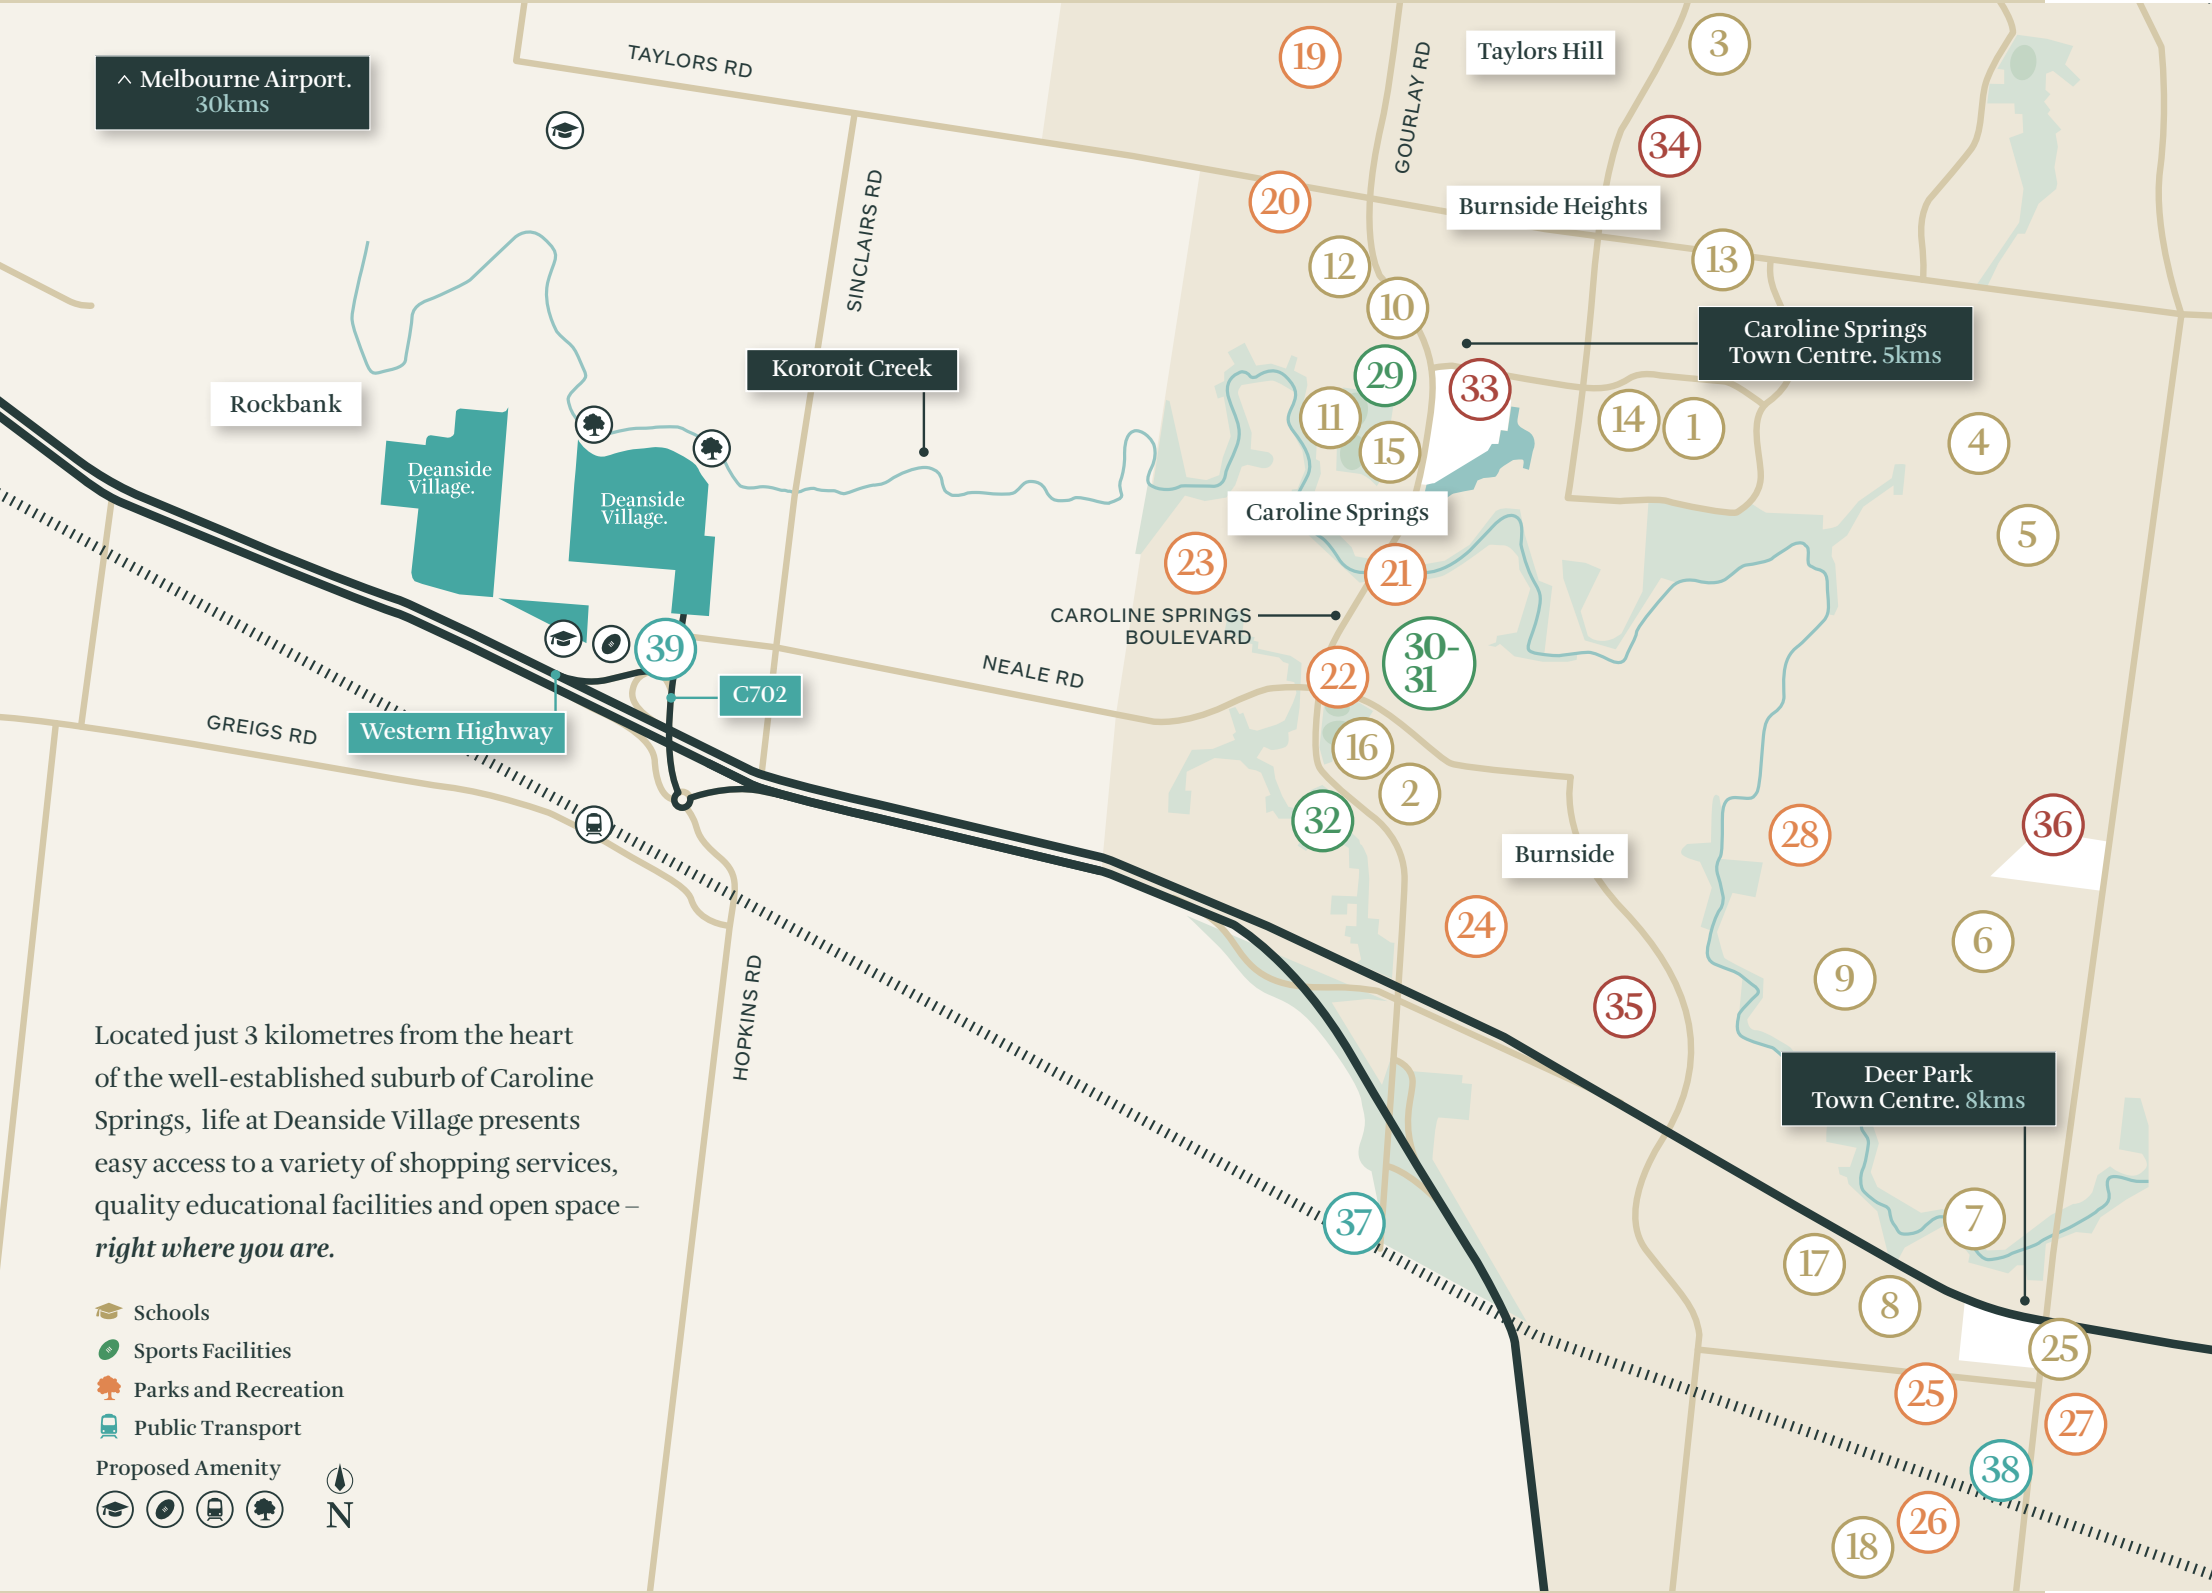 ^ Melbourne Airport.
30kms
TAYLORS RD
19
GOURLAY RD
Taylors Hill
3
34
SINCLAIRS RD
20
Burnside Heights
12
13
10
Caroline Springs
Town Centre. 5kms
Kororoit Creek
29
33
Rockbank
11
14
1
15
4
Deanside
Village.
Deanside
Village.
Caroline Springs
5
23
21
CAROLINE SPRINGS
BOULEVARD
39
30-
31
NEALE RD
22
C702
GREIGS RD
Western Highway
16
2
32
28
36
Burnside
24
6
9
35
HOPKINS RD
Located just 3 kilometres from the heart
of the well-established suburb of Caroline
Springs, life at Deanside Village presents
easy access to a variety of shopping services,
quality educational facilities and open space –
right where you are.
Deer Park
Town Centre. 8kms
37
7
17
8
25
25
27
38
26
18
Schools
Sports Facilities
Parks and Recreation
Public Transport
Proposed Amenity
N